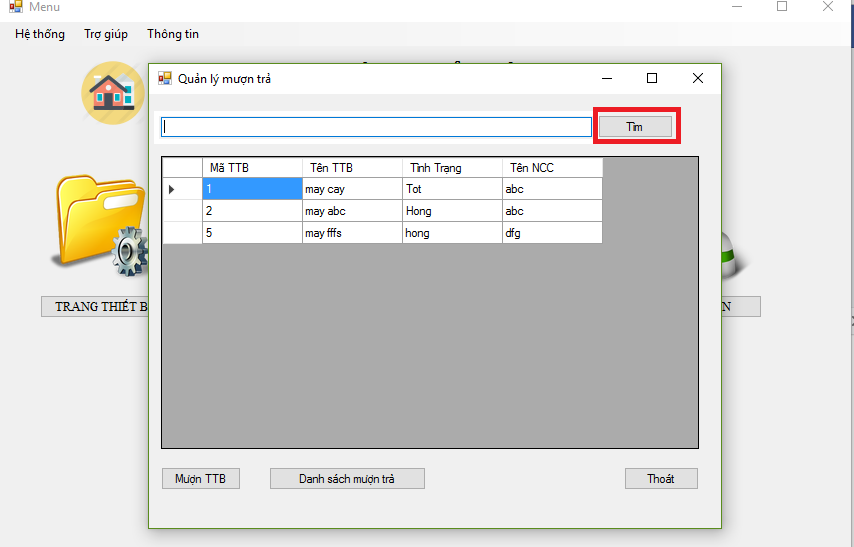 Menu
Hệ thống Trợ giúp Thông tin
Quản lý mượn trả
Tìm
Mã TTB Tên TTB Tình Trạng Tên NCC
1 may cay Tot abc
2 may abc Hong abc
5 may fffs hong dfg
TRANG THIẾT B
N
Mượn TTB Danh sách mượn trả Thoát